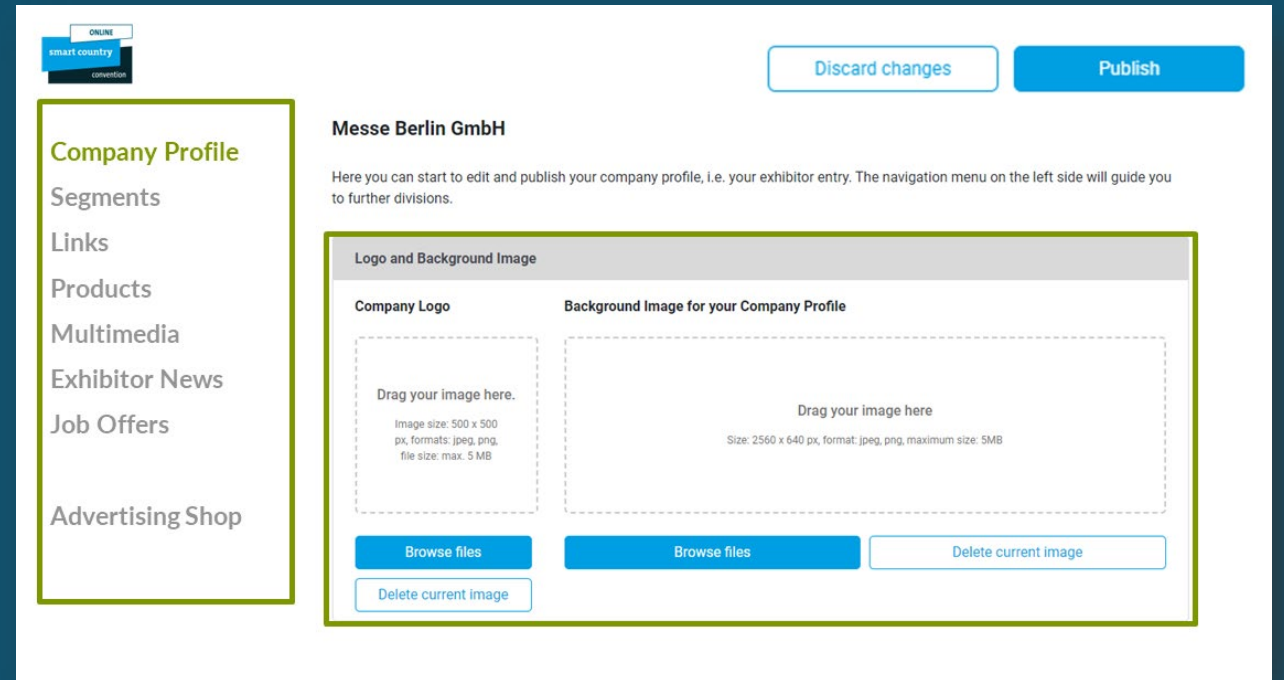 ONLINE
smart country
convention
Discard changes
Publish
Company Profile
Segments
Links
Products
Multimedia
Exhibitor News
Job Offers
Advertising Shop
Messe Berlin GmbH
Here you can start to edit and publish your company profile, i.e. your exhibitor entry. The navigation menu on the left side will guide you
to further divisions.
Logo and Background Image
Company Logo
Drag your image here.
Image size: 500 x 500
px, formats: jpeg, png,
file size: max. 5 MB
Browse files
Delete current image
Background Image for your Company Profile
Drag your image here
Size: 2560 x 640 px, format: jpeg, png, maximum size: 5MB
Browse files
Delete current image